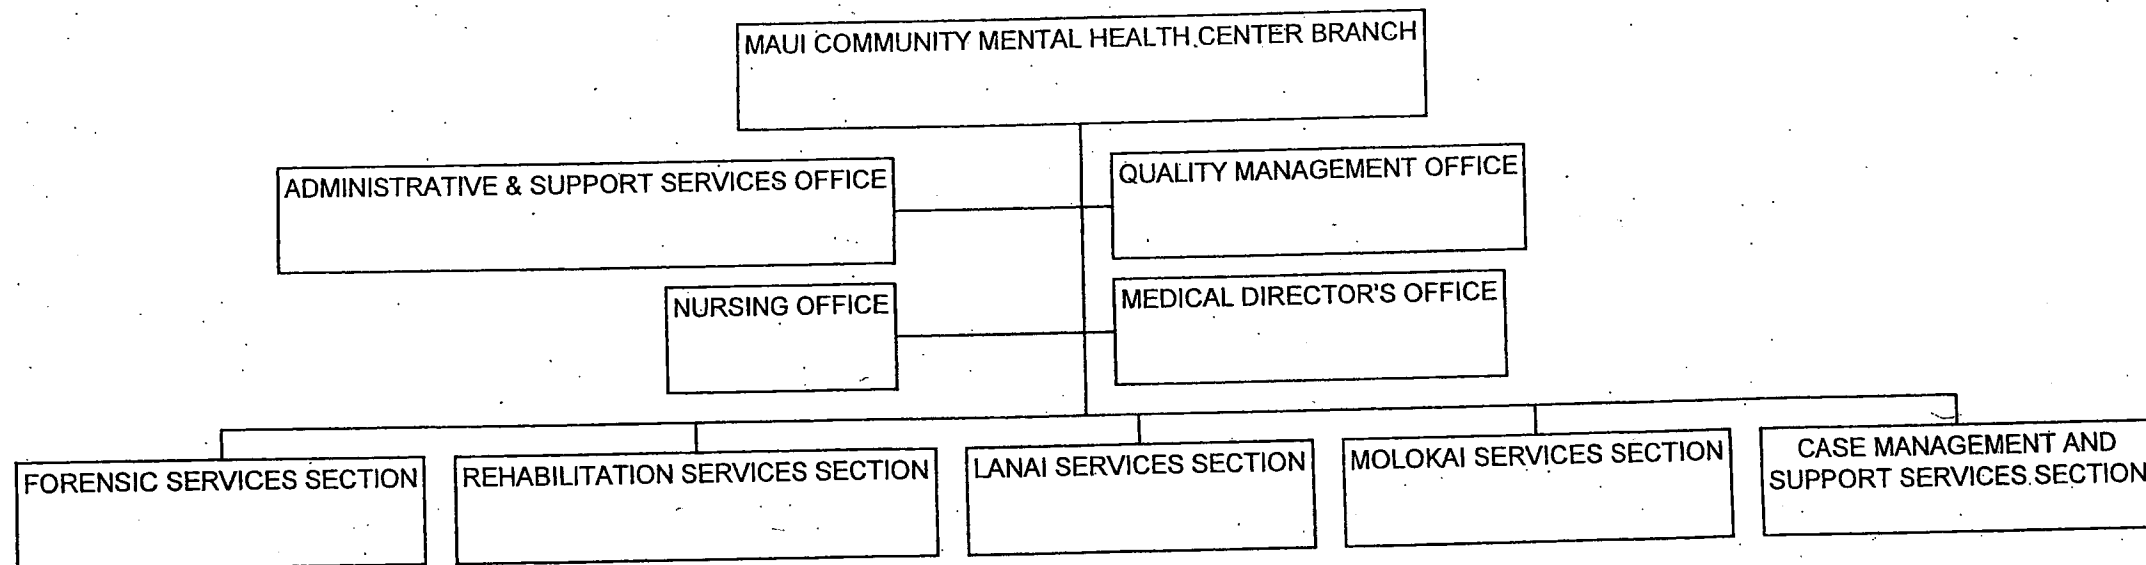 MAUI COMMUNITY MENTAL HEALTH CENTER BRANCH
ADMINISTRATIVE & SUPPORT SERVICES OFFICE
QUALITY MANAGEMENT OFFICE
NURSING OFFICE
MEDICAL DIRECTOR'S OFFICE
FORENSIC SERVICES SECTION
REHABILITATION SERVICES SECTION
LANAI SERVICES SECTION
MOLOKAI SERVICES SECTION
CASE MANAGEMENT AND
SUPPORT SERVICES SECTION